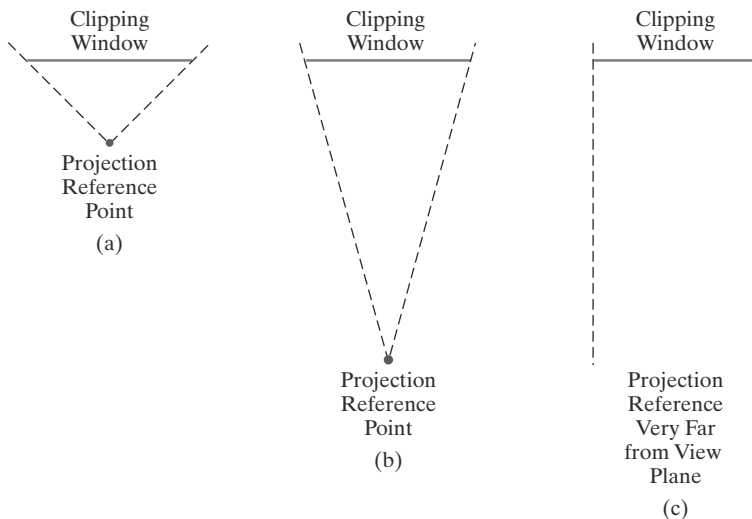 Clipping
Window
Projection
Reference
Point
(a)
Clipping
Window
Projection
Reference
Point
(b)
Clipping
Window
Projection
Reference
Very Far
from View
Plane
(c)